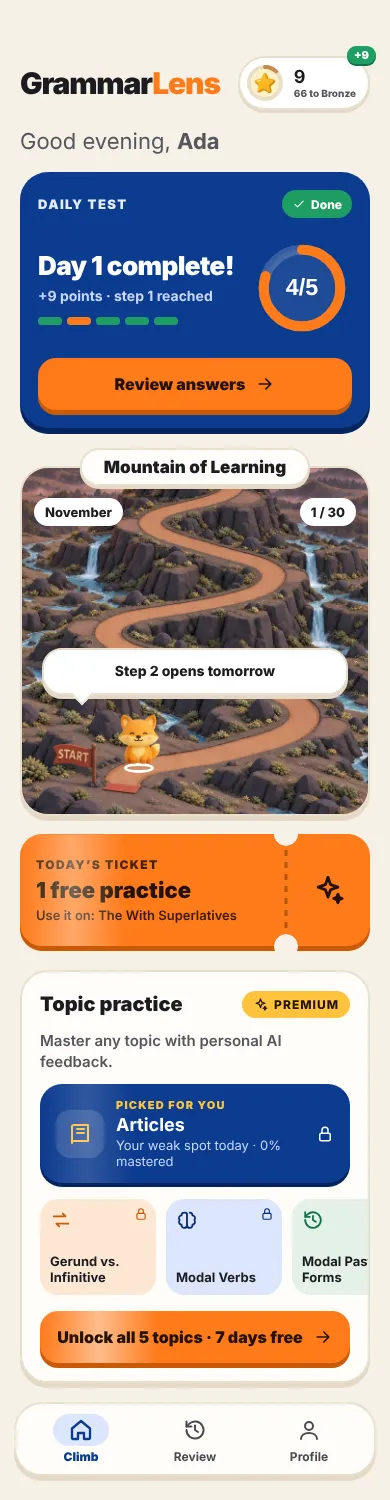 +9
GrammarLens
9
66 to Bronze
Good evening, Ada
DAILY TEST
Done
Day 1 complete!
+9 points · step 1 reached
4/5
Review answers
Mountain of Learning
November
1 / 30
Step 2 opens tomorrow
START
TODAY'S TICKET
1 free practice
Use it on: The With Superlatives
Topic practice
PREMIUM
Master any topic with personal AI
feedback.
PICKED FOR YOU
Articles
Your weak spot today · 0%
mastered
Gerund vs.
Infinitive
Modal Verbs
Modal Pas
Forms
Unlock all 5 topics · 7 days free
Climb
Review
Profile